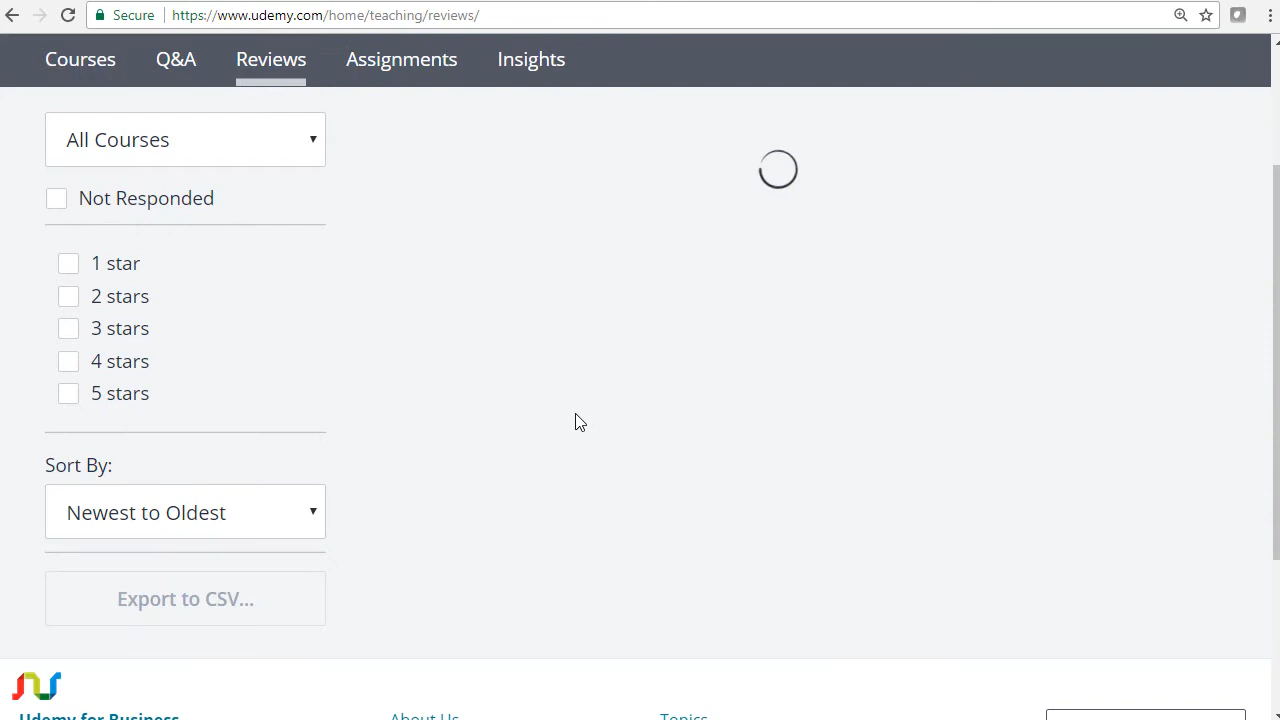 Secure https://www.udemy.com/home/teaching/reviews/
Courses Q&A Reviews Assignments Insights
All Courses
Not Responded
1 star
2 stars
3 stars
4 stars
5 stars
Sort By:
Newest to Oldest
Export to CSV...
Udemy for Business About Us Topics